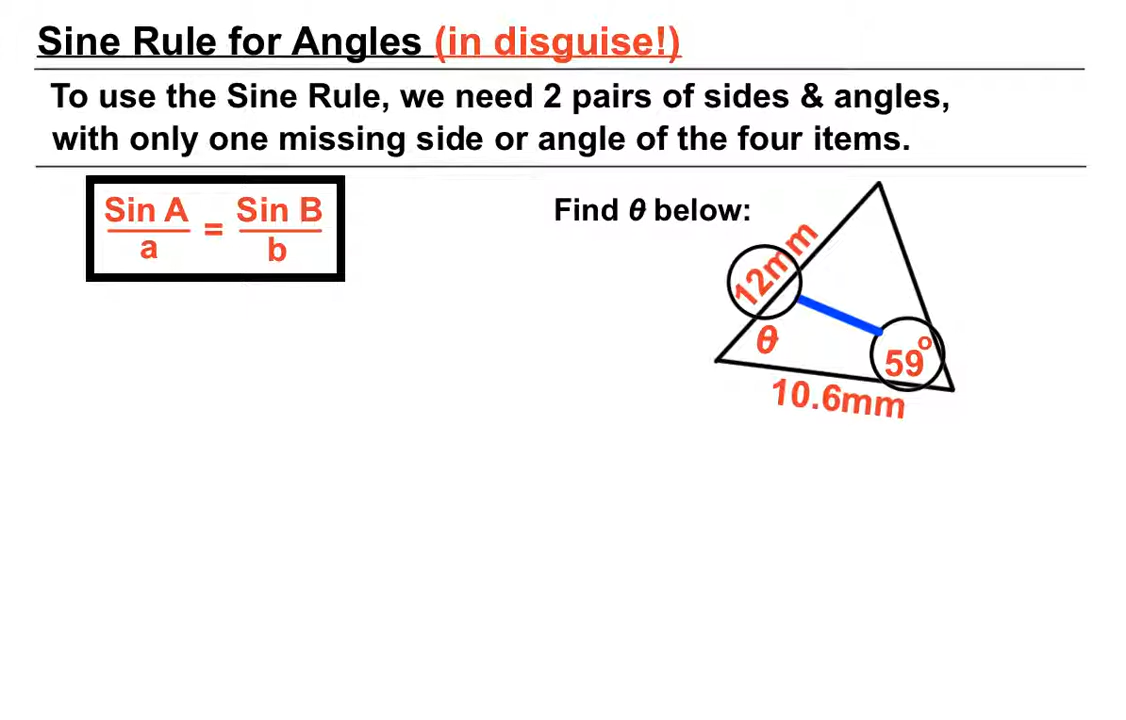 Sine Rule for Angles (in disguise!)
To use the Sine Rule, we need 2 pairs of sides & angles,
with only one missing side or angle of the four items.
Sin A = Sin B
a b
Find θ below:
12mm
θ
59°
10.6mm